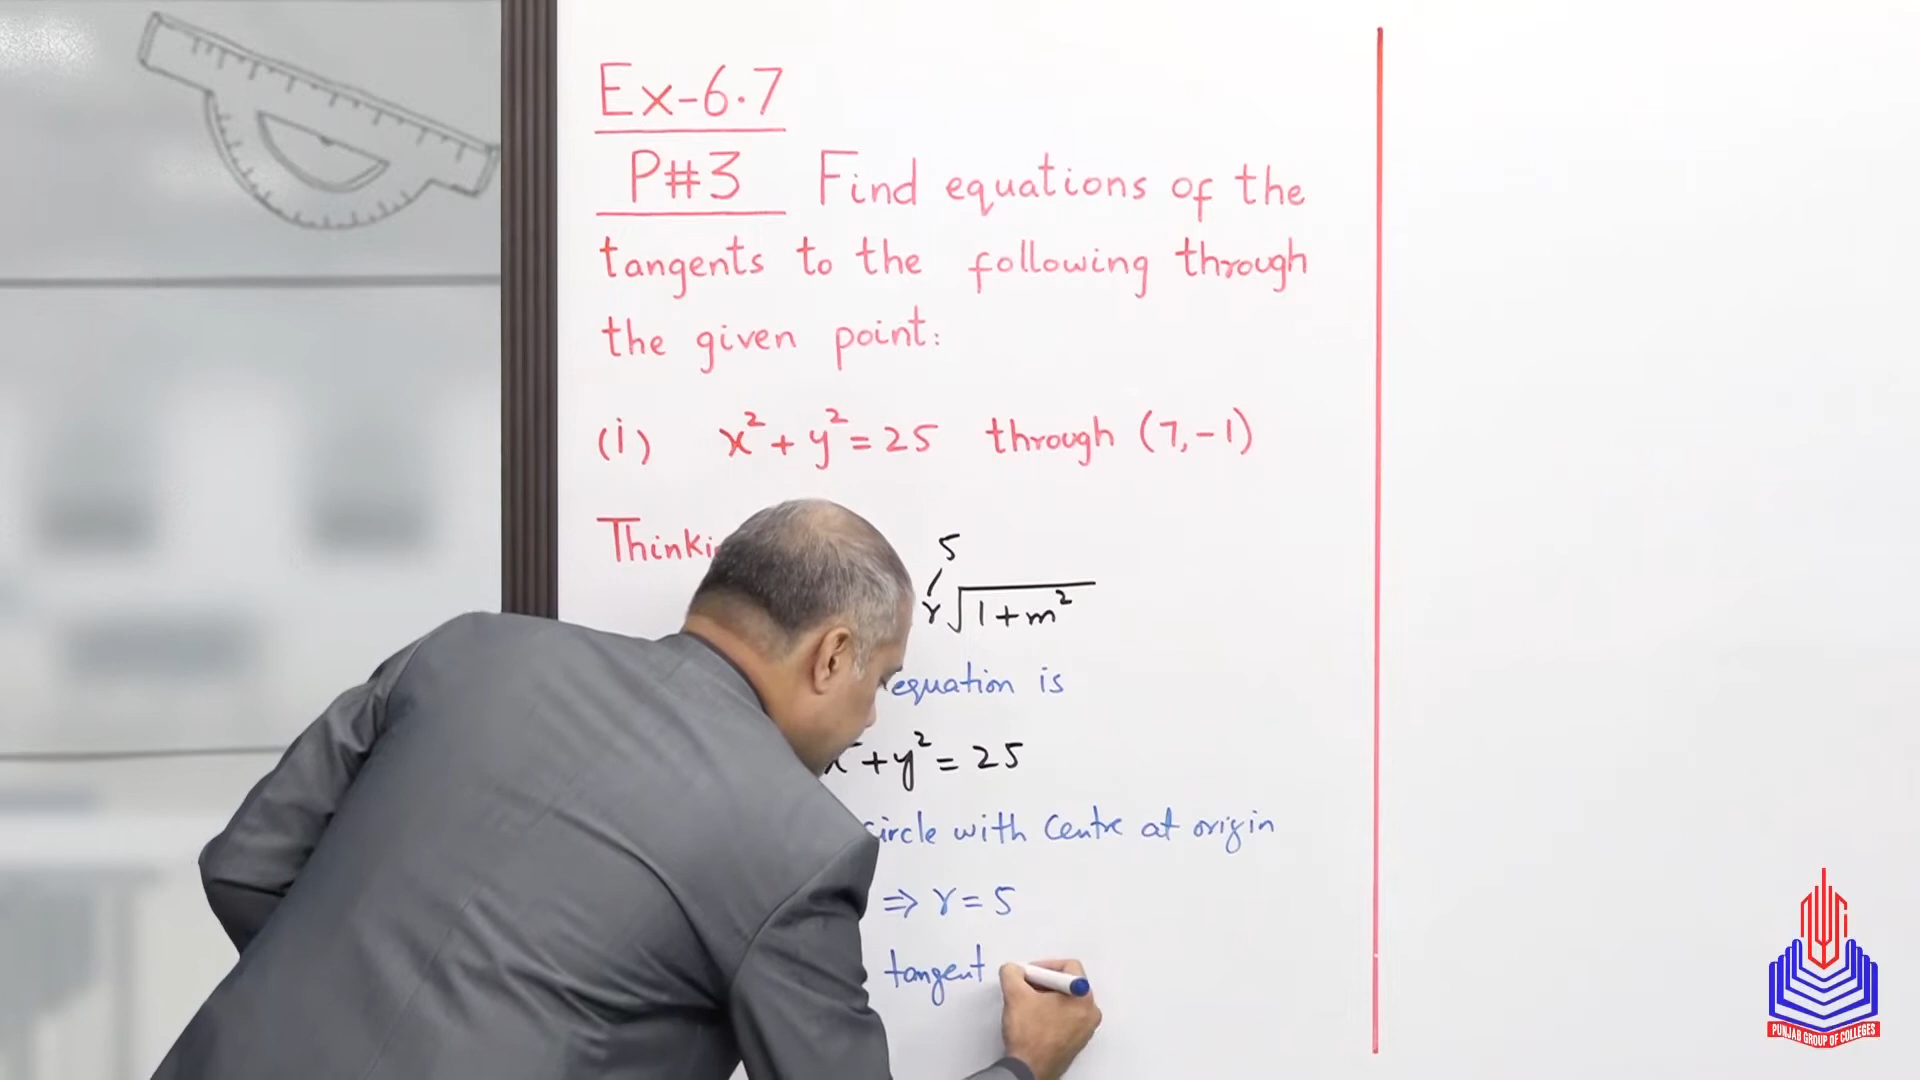 Ex-6.7
P#3 Find equations of the
tangents to the following through
the given point:
(i) x²+y²=25 through (7,-1)
5
r√1+m²
equation is
+y²=25
circle with centre at origin
⇒ r=5
tangent
PUNJAB GROUP OF COLLEGES